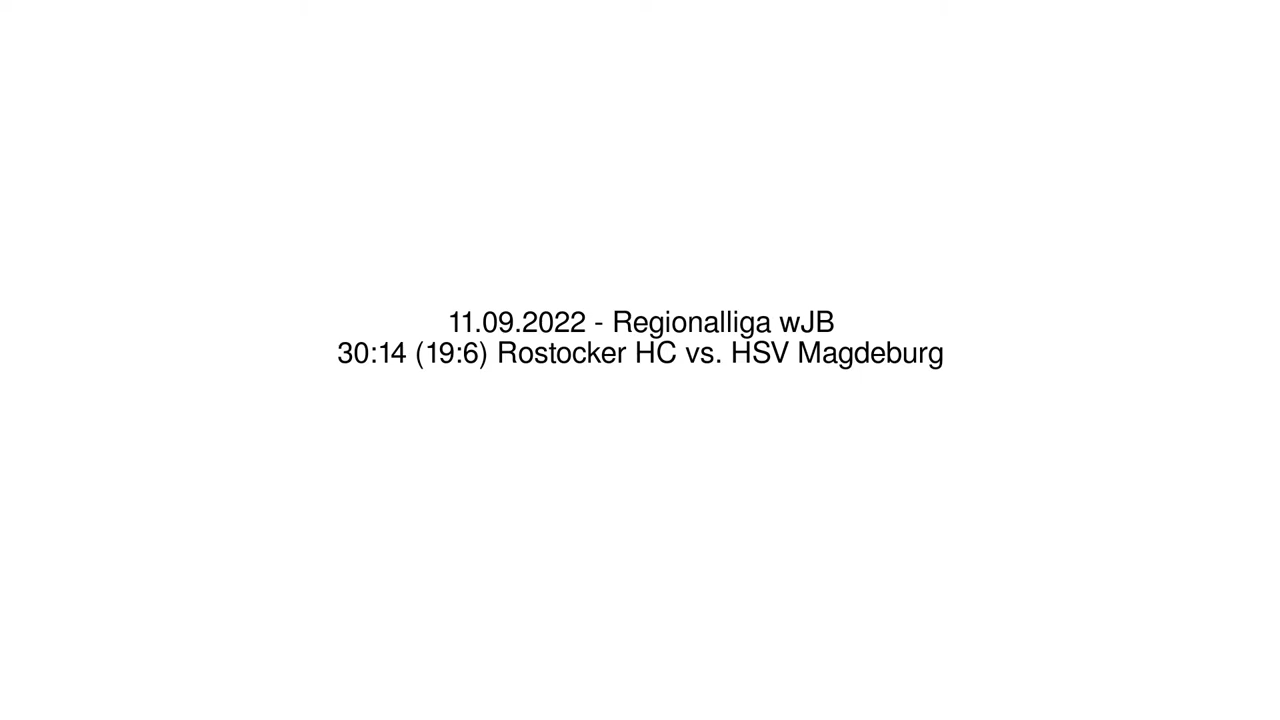 11.09.2022 - Regionalliga wJB
30:14 (19:6) Rostocker HC vs. HSV Magdeburg